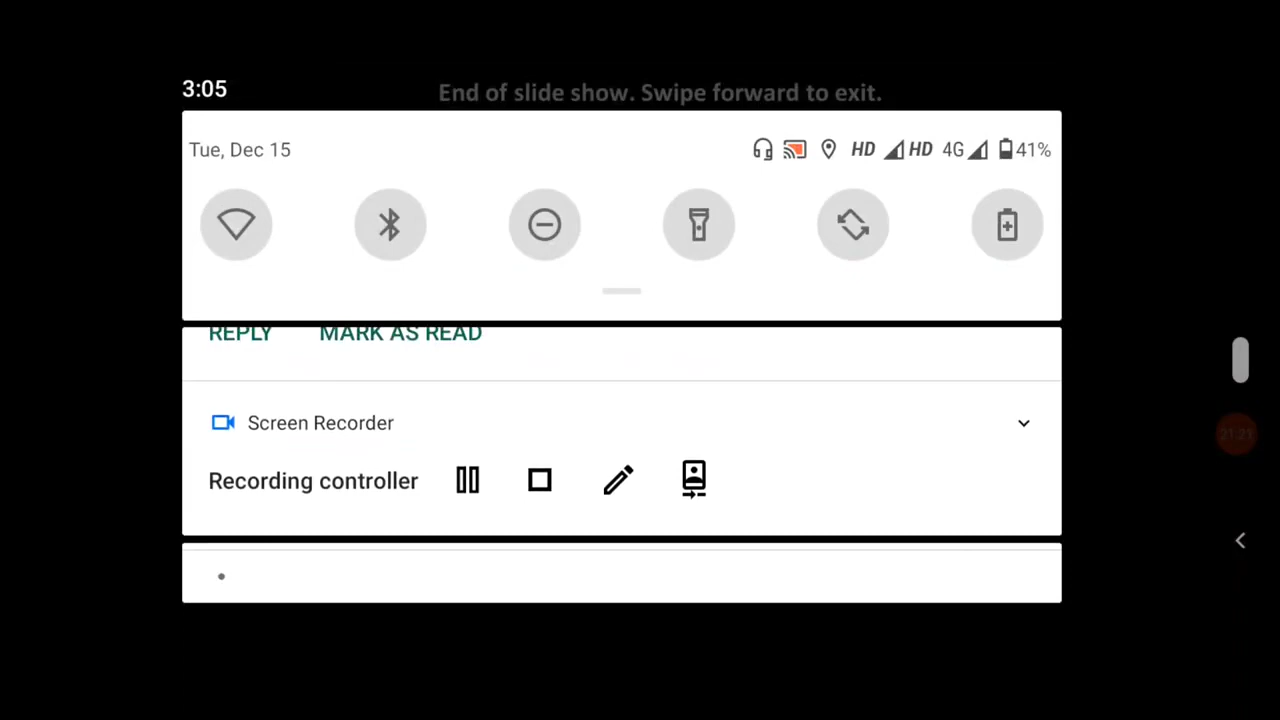 3:05
End of slide show. Swipe forward to exit.
Tue, Dec 15
HD HD 4G 41%
REPLY MARK AS READ
Screen Recorder
Recording controller